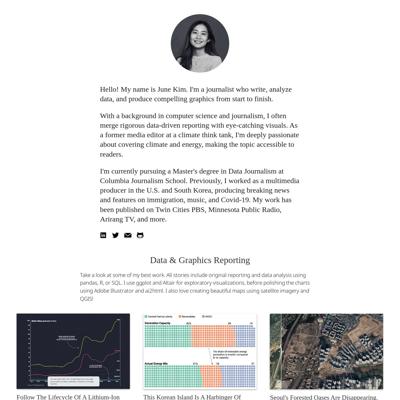 Hello! My name is June Kim. I'm a journalist who write, analyze
data, and produce compelling graphics from start to finish.
With a background in computer science and journalism, I often
merge rigorous data-driven reporting with eye-catching visuals. As
a former media editor at a climate think tank, I'm deeply passionate
about covering climate and energy, making the topic accessible to
readers.
I'm currently pursuing a Master's degree in Data Journalism at
Columbia Journalism School. Previously, I worked as a multimedia
producer in the U.S. and South Korea, producing breaking news
and features on immigration, music, and Covid-19. My work has
been published on Twin Cities PBS, Minnesota Public Radio,
Arirang TV, and more.
Data & Graphics Reporting
Take a look at some of my best work. All stories include original reporting and data analysis using
pandas, R, or SQL. I use ggplot and Altair for exploratory visualizations, before polishing the charts
using Adobe Illustrator and ai2html. I also love creating beautiful maps using satellite imagery and
QGIS!
Generation Capacity
Actual Energy Mix
Follow The Lifecycle Of A Lithium-Ion
This Korean Island Is A Harbinger Of
Seoul's Forested Oases Are Disappearing.